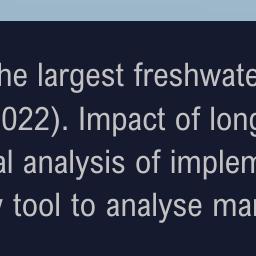 he largest freshwate
022). Impact of long
al analysis of implem
y tool to analyse mar